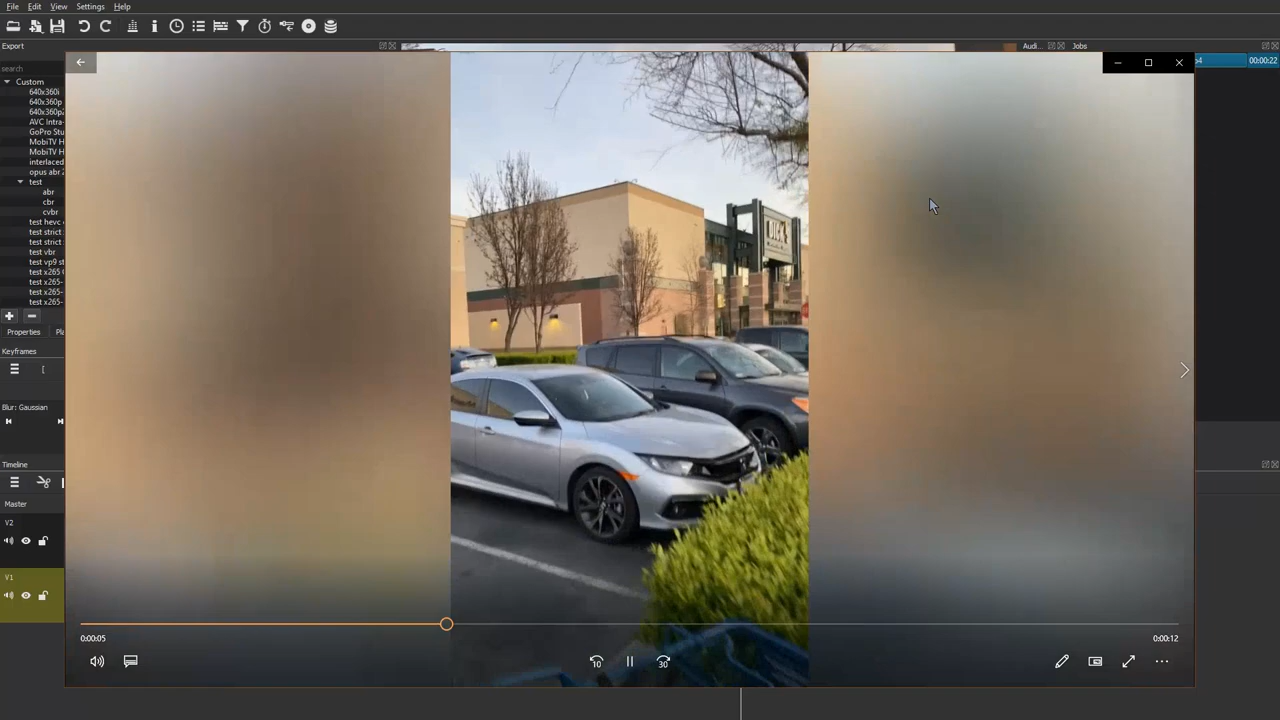 File Edit View Settings Help
Export
Audi... Jobs
search
00:00:22
Custom
640x360i
640x360p
AVC Intra-
GoPro Stu
MobiTV H
MobiTV H
interlaced
opus abr
test
abr
cbr
cvbr
test hevc
test strict
test strict
test vbr
test vp9 st
test x265
test x265-
test x265-
test x265-
Properties
Keyframes
Blur: Gaussian
Timeline
Master
V2
V1
DICK'S
0:00:05
0:00:12
10
30